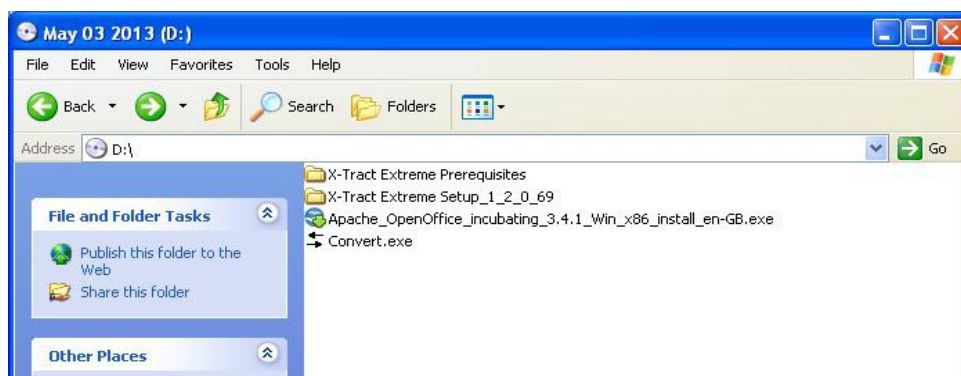 May 03 2013 (D:)
File Edit View Favorites Tools Help
Back Search Folders
Address D:\ Go
File and Folder Tasks
Publish this folder to the
Web
Share this folder
Other Places
X-Tract Extreme Prerequisites
X-Tract Extreme Setup_1_2_0_69
Apache_OpenOffice_incubating_3.4.1_Win_x86_install_en-GB.exe
Convert.exe